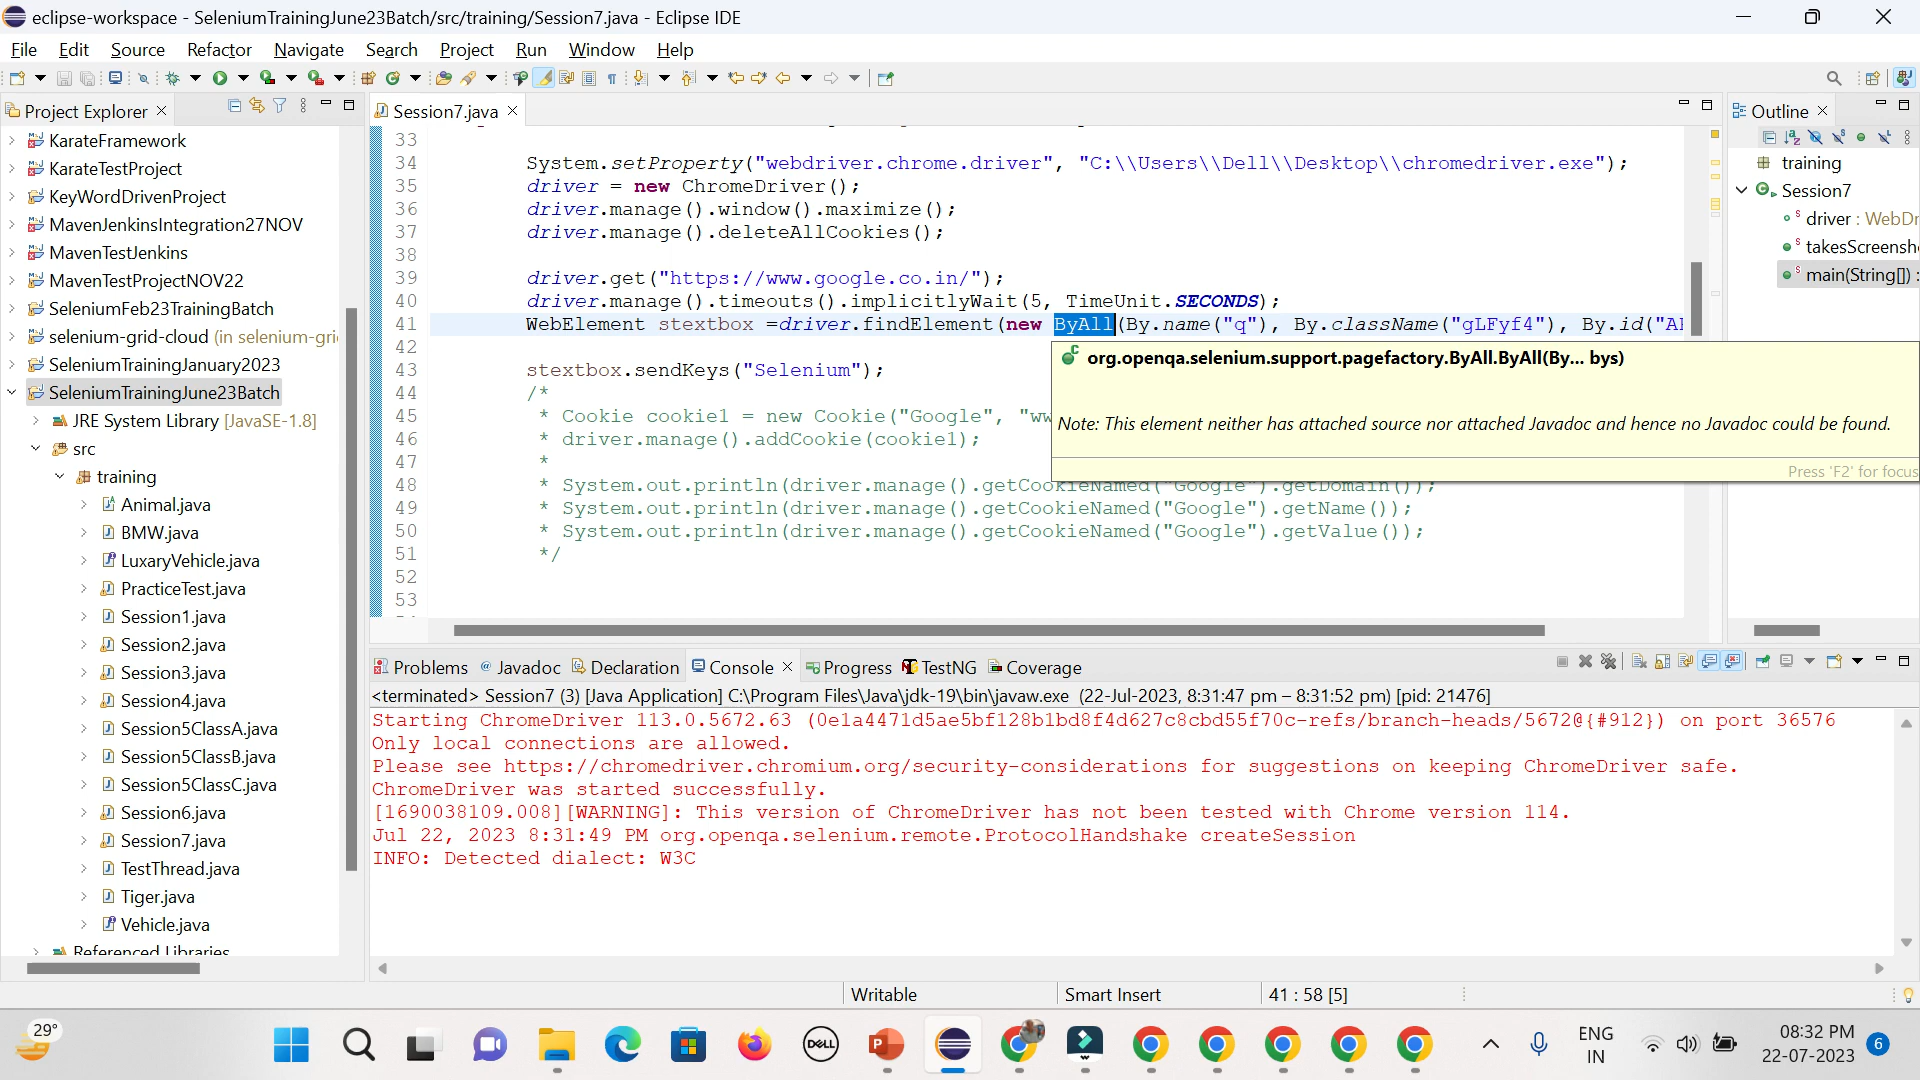 eclipse-workspace - SeleniumTrainingJune23Batch/src/training/Session7.java - Eclipse IDE
File Edit Source Refactor Navigate Search Project Run Window Help
Project Explorer
KarateFramework
KarateTestProject
KeyWordDrivenProject
MavenJenkinsIntegration27NOV
MavenTestJenkins
MavenTestProjectNOV22
SeleniumFeb23TrainingBatch
selenium-grid-cloud (in selenium-gri
SeleniumTrainingJanuary2023
SeleniumTrainingJune23Batch
JRE System Library [JavaSE-1.8]
src
training
Animal.java
BMW.java
LuxaryVehicle.java
PracticeTest.java
Session1.java
Session2.java
Session3.java
Session4.java
Session5ClassA.java
Session5ClassB.java
Session5ClassC.java
Session6.java
Session7.java
TestThread.java
Tiger.java
Vehicle.java
Referenced Libraries
Session7.java
33
34 System.setProperty("webdriver.chrome.driver", "C:\\Users\\Dell\\Desktop\\chromedriver.exe");
35 driver = new ChromeDriver();
36 driver.manage().window().maximize();
37 driver.manage().deleteAllCookies();
38
39 driver.get("https://www.google.co.in/");
40 driver.manage().timeouts().implicitlyWait(5, TimeUnit.SECONDS);
41 WebElement stextbox =driver.findElement(new ByAll(By.name("q"), By.className("gLFyf4"), By.id("A
42
43 stextbox.sendKeys("Selenium");
44 /*
45 * Cookie cookie1 = new Cookie("Google", "ww
46 * driver.manage().addCookie(cookie1);
47 *
48 * System.out.println(driver.manage().getCookieNamed("Google").getDomain());
49 * System.out.println(driver.manage().getCookieNamed("Google").getName());
50 * System.out.println(driver.manage().getCookieNamed("Google").getValue());
51 */
52
53
org.openqa.selenium.support.pagefactory.ByAll.ByAll(By... bys)
Note: This element neither has attached source nor attached Javadoc and hence no Javadoc could be found.
Press 'F2' for focus
Outline
training
Session7
driver : WebDr
takesScreensh
main(String[]) :
Problems Javadoc Declaration Console Progress TestNG Coverage
<terminated> Session7 (3) [Java Application] C:\Program Files\Java\jdk-19\bin\javaw.exe (22-Jul-2023, 8:31:47 pm – 8:31:52 pm) [pid: 21476]
Starting ChromeDriver 113.0.5672.63 (0e1a4471d5ae5bf128b1bd8f4d627c8cbd55f70c-refs/branch-heads/5672@{#912}) on port 36576
Only local connections are allowed.
Please see https://chromedriver.chromium.org/security-considerations for suggestions on keeping ChromeDriver safe.
ChromeDriver was started successfully.
[1690038109.008][WARNING]: This version of ChromeDriver has not been tested with Chrome version 114.
Jul 22, 2023 8:31:49 PM org.openqa.selenium.remote.ProtocolHandshake createSession
INFO: Detected dialect: W3C
Writable Smart Insert 41 : 58 [5]
29°
DELL
ENG
IN
08:32 PM
22-07-2023
6